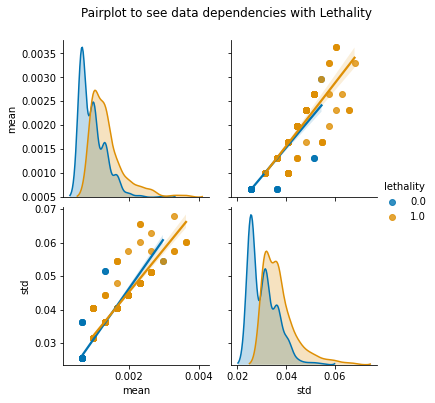 Pairplot to see data dependencies with Lethality
0.0035
0.0030
0.0025
0.0020
0.0015
0.0010
0.0005
mean
lethality
0.0
1.0
0.07
0.06
0.05
0.04
0.03
std
0.002 0.004
mean
0.02 0.04 0.06
std